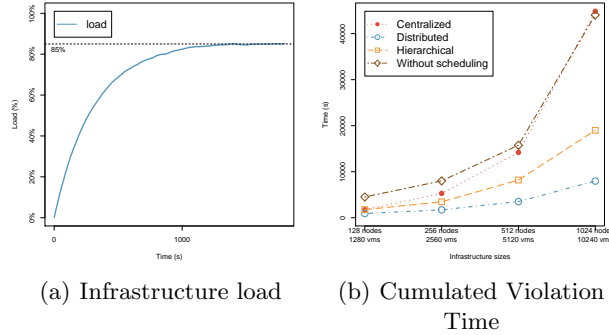 100%
80%
60%
40%
20%
0%
Load (%)
load
85%
0
1000
Time (s)
(a) Infrastructure load
40000
30000
20000
10000
0
Time (s)
Centralized
Distributed
Hierarchical
Without scheduling
128 nodes
1280 vms
256 nodes
2560 vms
512 nodes
5120 vms
1024 nodes
10240 vms
Infrastructure sizes
(b) Cumulated Violation
Time